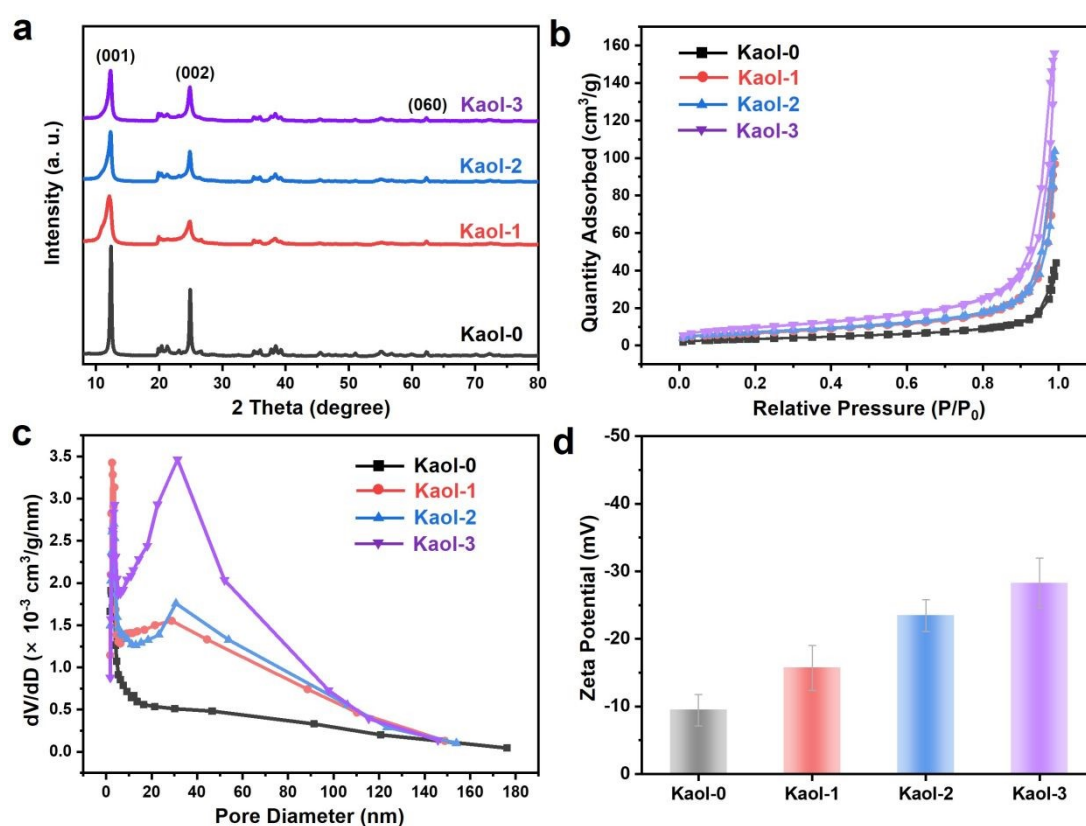 a
(001)
(002)
(060)
Kaol-3
Kaol-2
Kaol-1
Kaol-0
Intensity (a. u.)
10 20 30 40 50 60 70 80
2 Theta (degree)
b
Kaol-0
Kaol-1
Kaol-2
Kaol-3
160
140
120
100
80
60
40
20
0
Quantity Adsorbed (cm³/g)
0.0 0.2 0.4 0.6 0.8 1.0
Relative Pressure (P/P₀)
c
Kaol-0
Kaol-1
Kaol-2
Kaol-3
3.5
3.0
2.5
2.0
1.5
1.0
0.5
0.0
dV/dD (× 10⁻³ cm³/g/nm)
0 20 40 60 80 100 120 140 160 180
Pore Diameter (nm)
d
-50
-40
-30
-20
-10
-0
Zeta Potential (mV)
Kaol-0 Kaol-1 Kaol-2 Kaol-3